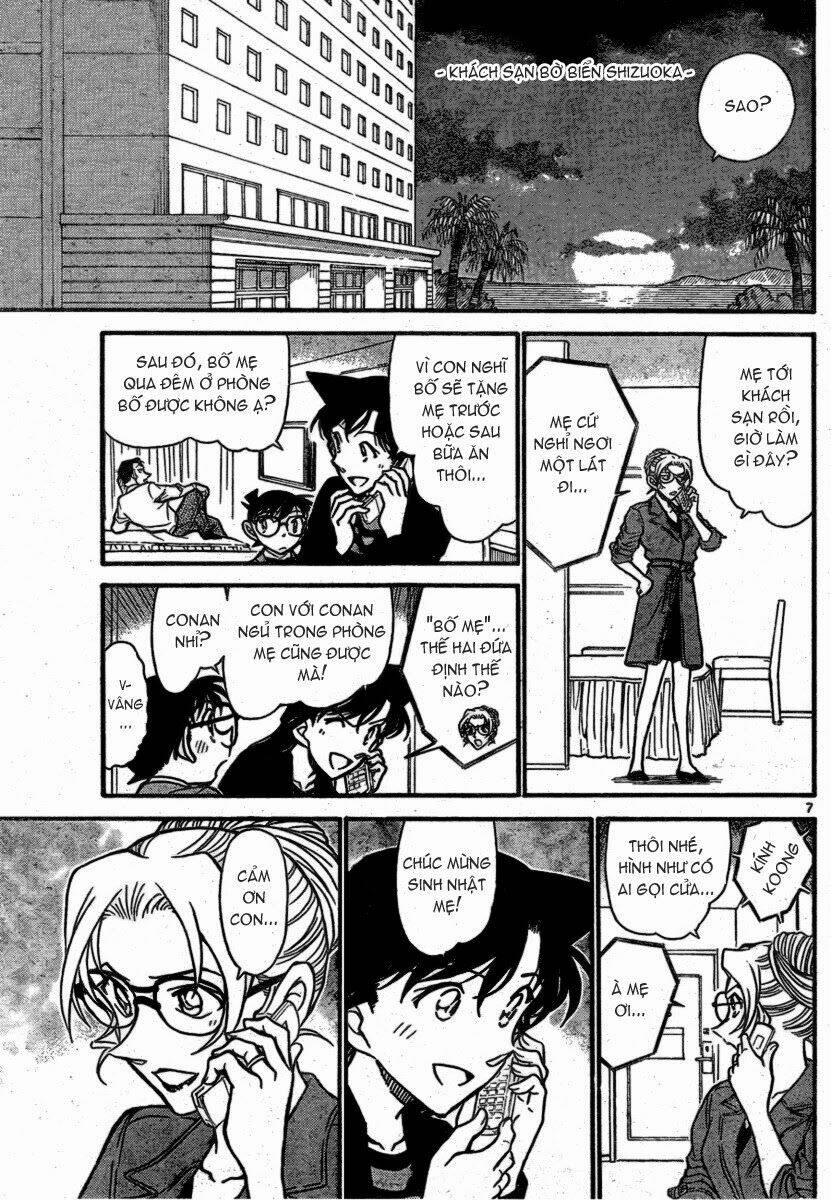 - KHÁCH SẠN BỜ BIỂN SHIZUOKA -
SAO?
MẸ TỚI
KHÁCH
SẠN RỒI,
GIỜ LÀM
GÌ ĐÂY?
MẸ CỨ
NGHỈ NGƠI
MỘT LÁT
ĐI...
VÌ CON NGHĨ
BỐ SẼ TẶNG
MẸ TRƯỚC
HOẶC SAU
BỮA ĂN
THÔI...
SAU ĐÓ, BỐ MẸ
QUA ĐÊM Ở PHÒNG
BỐ ĐƯỢC KHÔNG Ạ?
"BỐ MẸ"...
THẾ HAI ĐỨA
ĐỊNH THẾ
NÀO?
CON VỚI CONAN
NGỦ TRONG PHÒNG
MẸ CŨNG ĐƯỢC
MÀ!
CONAN
NHỈ?
V-
VÂNG
...
7
KÍNH
KOONG
THÔI NHÉ,
HÌNH NHƯ CÓ
AI GỌI CỬA...
À MẸ
ƠI...
CHÚC MỪNG
SINH NHẬT
MẸ!
CẢM
ƠN
CON...